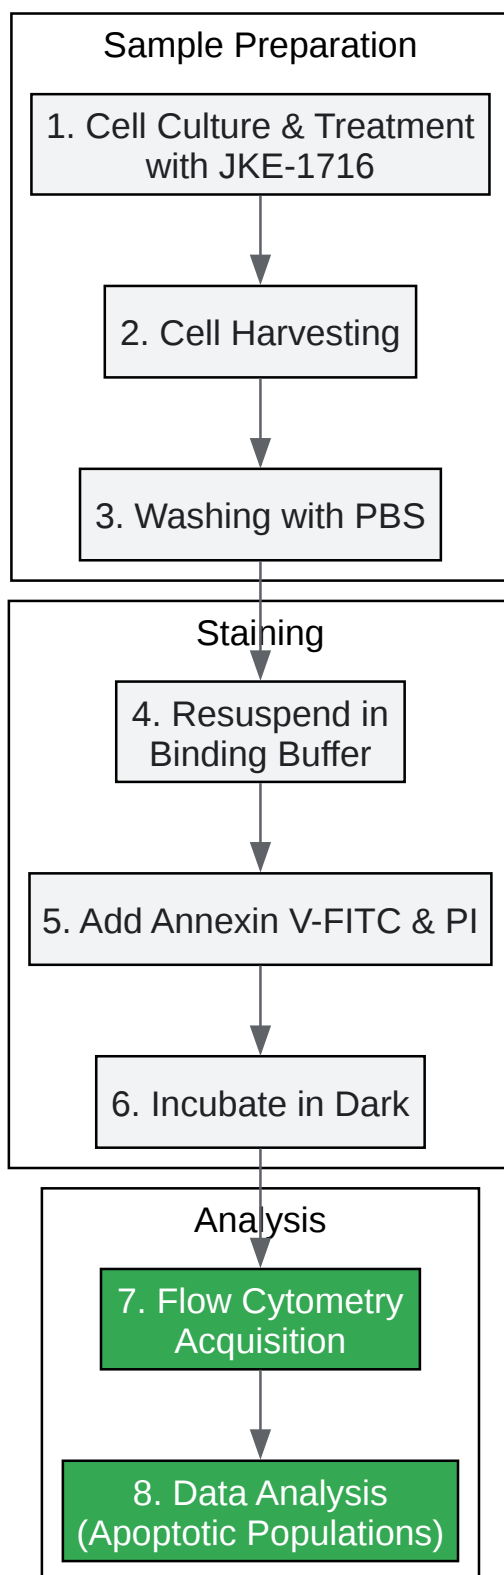 Sample Preparation
1. Cell Culture & Treatment
with JKE-1716
2. Cell Harvesting
3. Washing with PBS
Staining
4. Resuspend in
Binding Buffer
5. Add Annexin V-FITC & PI
6. Incubate in Dark
Analysis
7. Flow Cytometry
Acquisition
8. Data Analysis
(Apoptotic Populations)